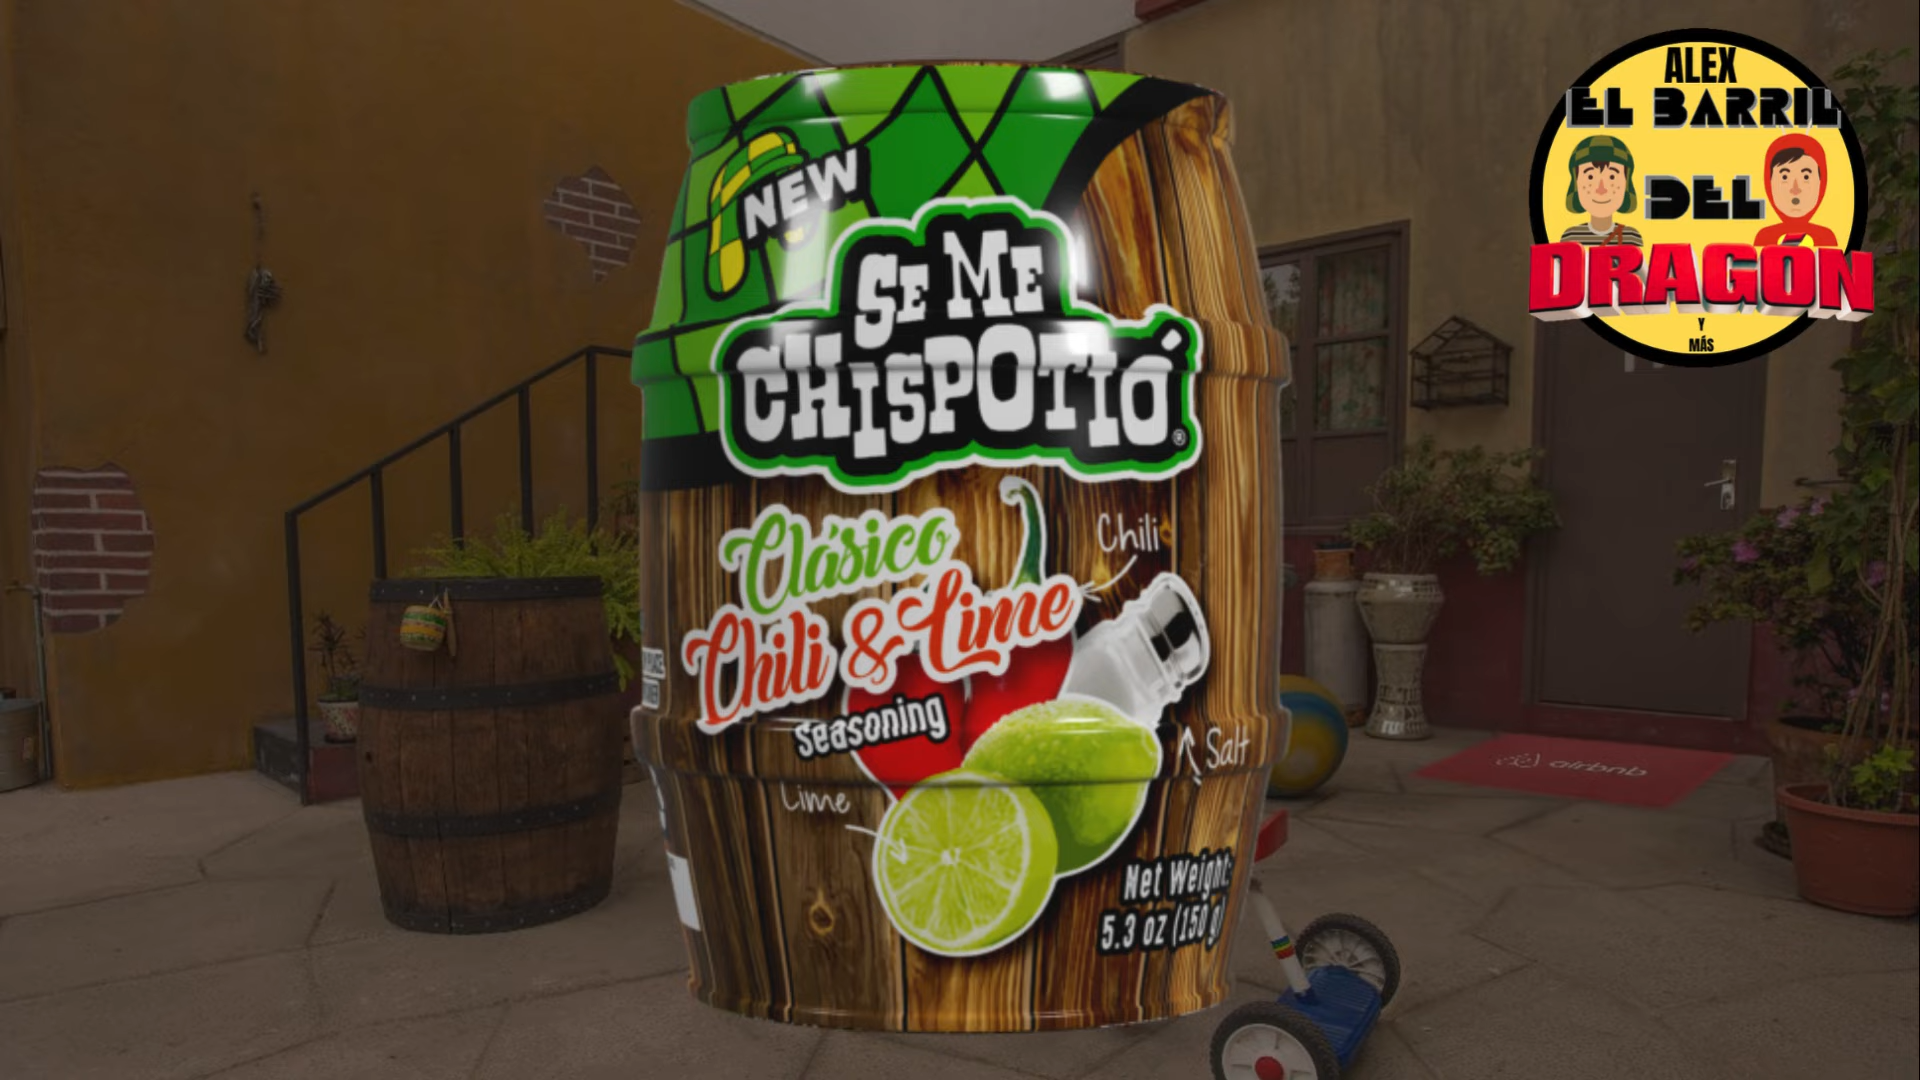 NEW
SE ME
CHISPOTIÓ®
Clásico
Chili & Lime
Seasoning
Chili
Salt
Lime
Net Weight:
5.3 oz (150 g)
ALEX
EL BARRIL
DEL
DRAGÓN
Y
MÁS
airbnb